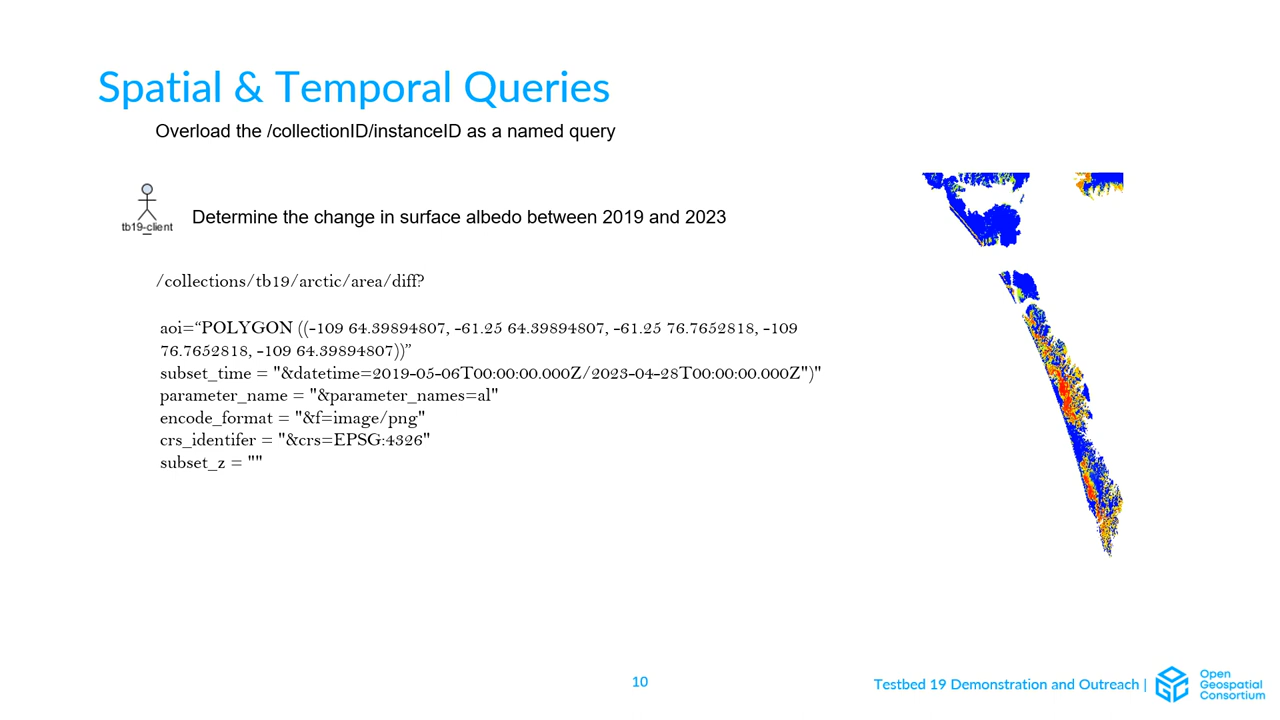 Spatial & Temporal Queries
Overload the /collectionID/instanceID as a named query
tb19-client
Determine the change in surface albedo between 2019 and 2023
/collections/tb19/arctic/area/diff?
aoi=“POLYGON ((-109 64.39894807, -61.25 64.39894807, -61.25 76.7652818, -109
76.7652818, -109 64.39894807))”
subset_time = "&datetime=2019-05-06T00:00:00.000Z/2023-04-28T00:00:00.000Z")"
parameter_name = "&parameter_names=al"
encode_format = "&f=image/png"
crs_identifer = "&crs=EPSG:4326"
subset_z = ""
10
Testbed 19 Demonstration and Outreach |
Open
Geospatial
Consortium